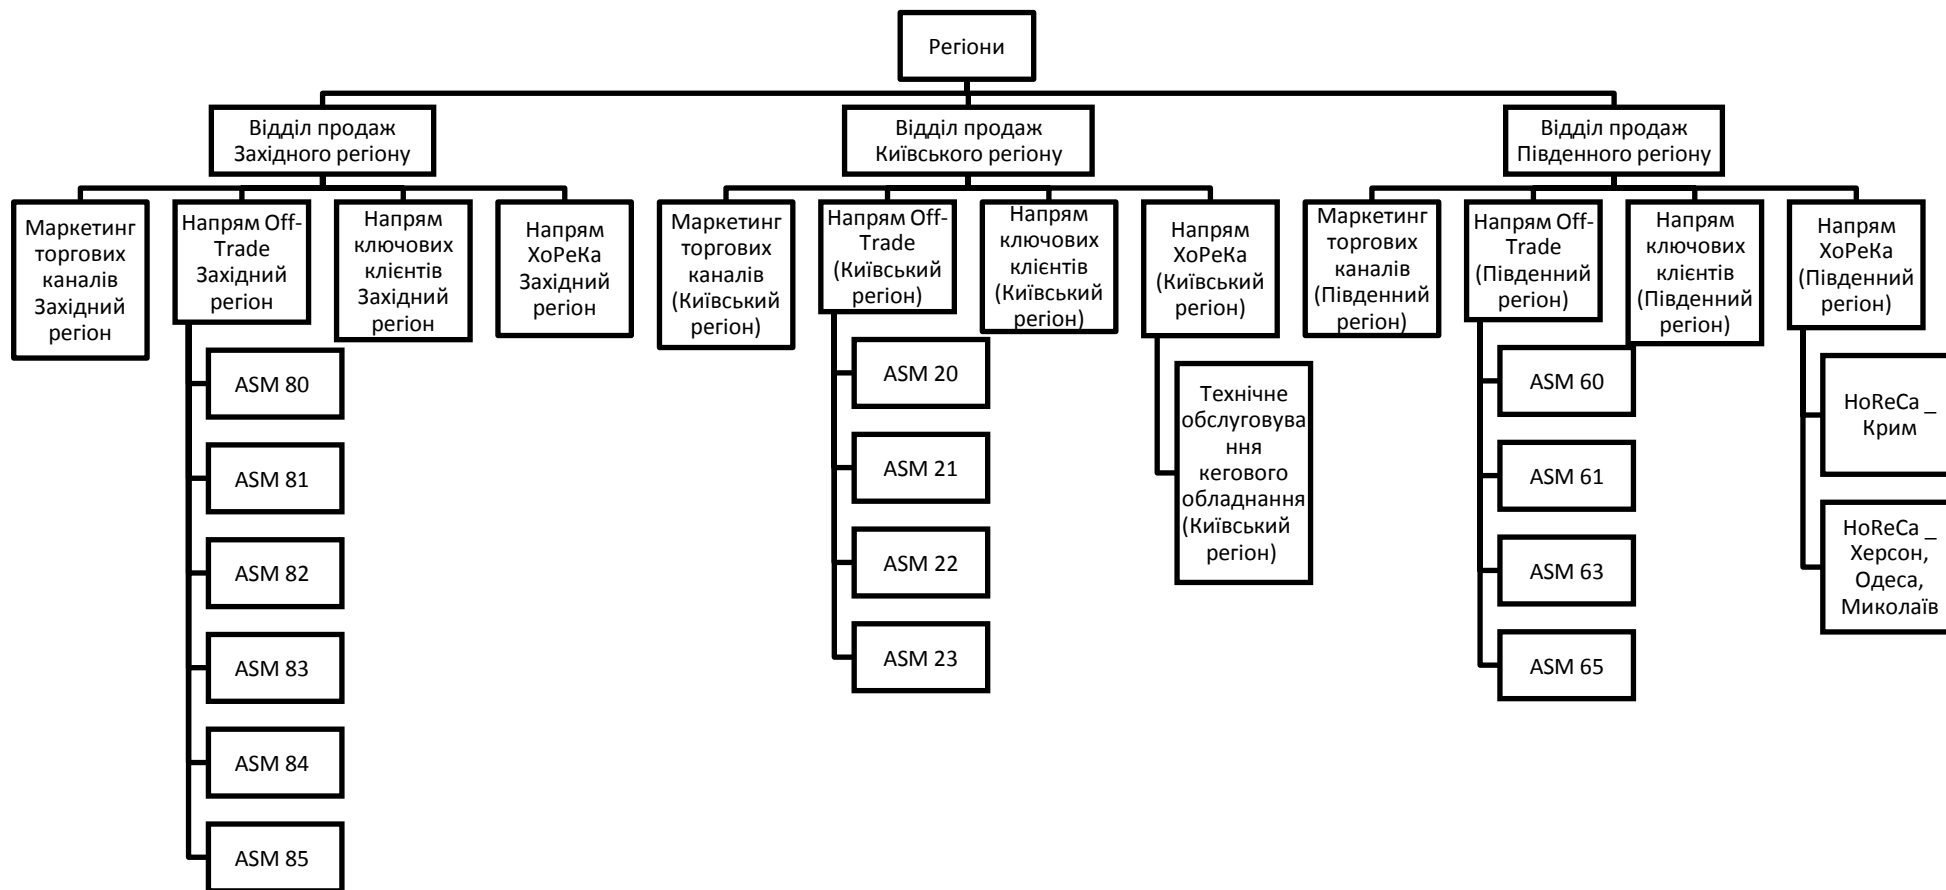 Регіони
Відділ продаж
Західного регіону
Відділ продаж
Київського регіону
Відділ продаж
Південного регіону
Маркетинг
торгових
каналів
Західний
регіон
Напрям Off-
Trade
Західний
регіон
Напрям
ключових
клієнтів
Західний
регіон
Напрям
ХоРеКа
Західний
регіон
Маркетинг
торгових
каналів
(Київський
регіон)
Напрям Off-
Trade
(Київський
регіон)
Напрям
ключових
клієнтів
(Київський
регіон)
Напрям
ХоРеКа
(Київський
регіон)
Маркетинг
торгових
каналів
(Південний
регіон)
Напрям Off-
Trade
(Південний
регіон)
Напрям
ключових
клієнтів
(Південний
регіон)
Напрям
ХоРеКа
(Південний
регіон)
ASM 80
ASM 81
ASM 82
ASM 83
ASM 84
ASM 85
ASM 20
ASM 21
ASM 22
ASM 23
Технічне
обслуговува
ння
кегового
обладнання
(Київський
регіон)
ASM 60
ASM 61
ASM 63
ASM 65
HoReCa _
Крим
HoReCa _
Херсон,
Одеса,
Миколаїв